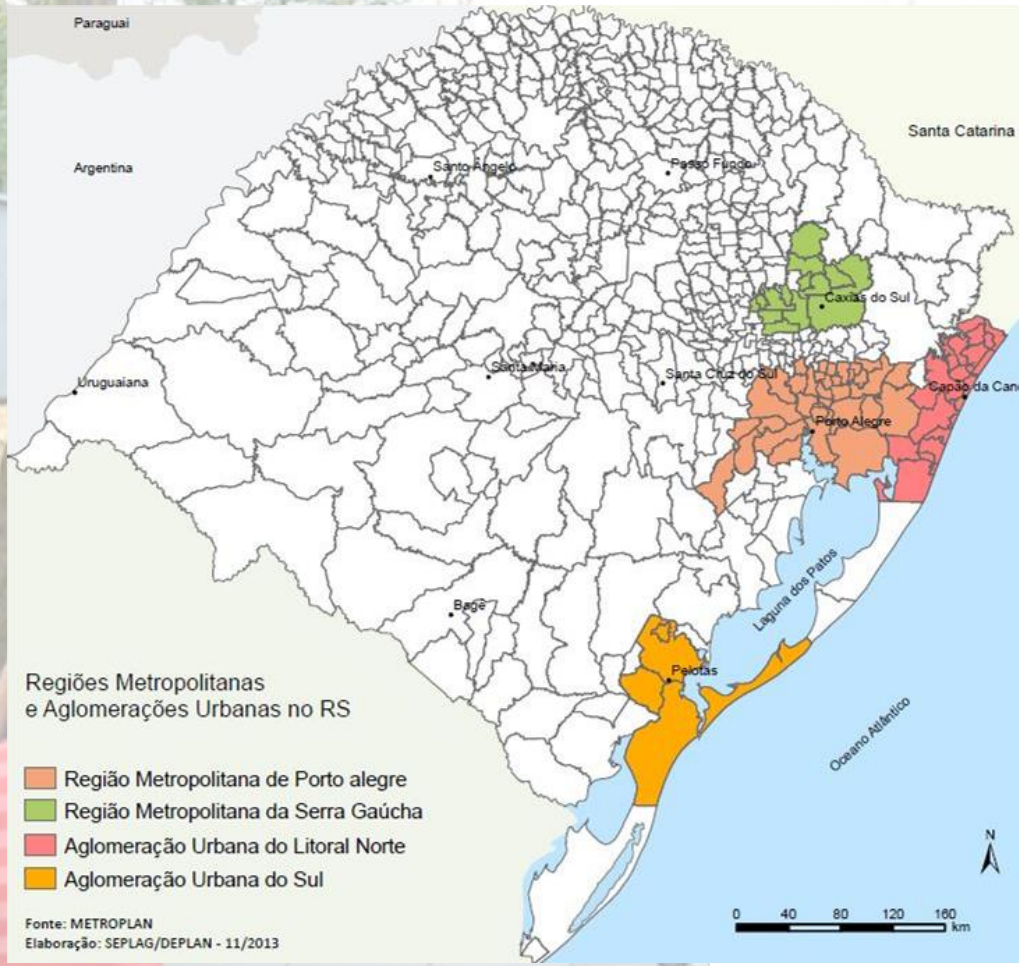 Paraguai
Argentina
Santa Catarina
Santo Ângelo
Passo Fundo
Caxias do Sul
Uruguaiana
Santa Maria
Santa Cruz do Sul
Capão da Cano
Porto Alegre
Laguna dos Patos
Bagé
Pelotas
Oceano Atlântico
Regiões Metropolitanas
e Aglomerações Urbanas no RS
Região Metropolitana de Porto alegre
Região Metropolitana da Serra Gaúcha
Aglomeração Urbana do Litoral Norte
Aglomeração Urbana do Sul
Fonte: METROPLAN
Elaboração: SEPLAG/DEPLAN - 11/2013
N
0 40 80 120 160
km